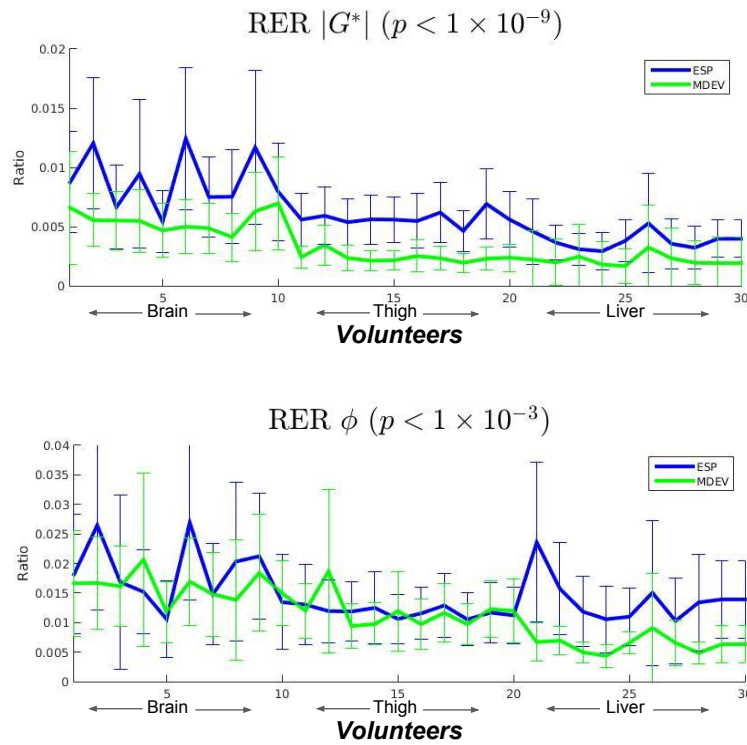 RER |G*| (p < 1 × 10⁻⁹)
0.02
0.015
0.01
0.005
0
Ratio
ESP
MDEV
5 10 15 20 25 30
Brain Thigh Liver
Volunteers
RER ϕ (p < 1 × 10⁻³)
0.04
0.035
0.03
0.025
0.02
0.015
0.01
0.005
0
Ratio
ESP
MDEV
5 10 15 20 25 30
Brain Thigh Liver
Volunteers